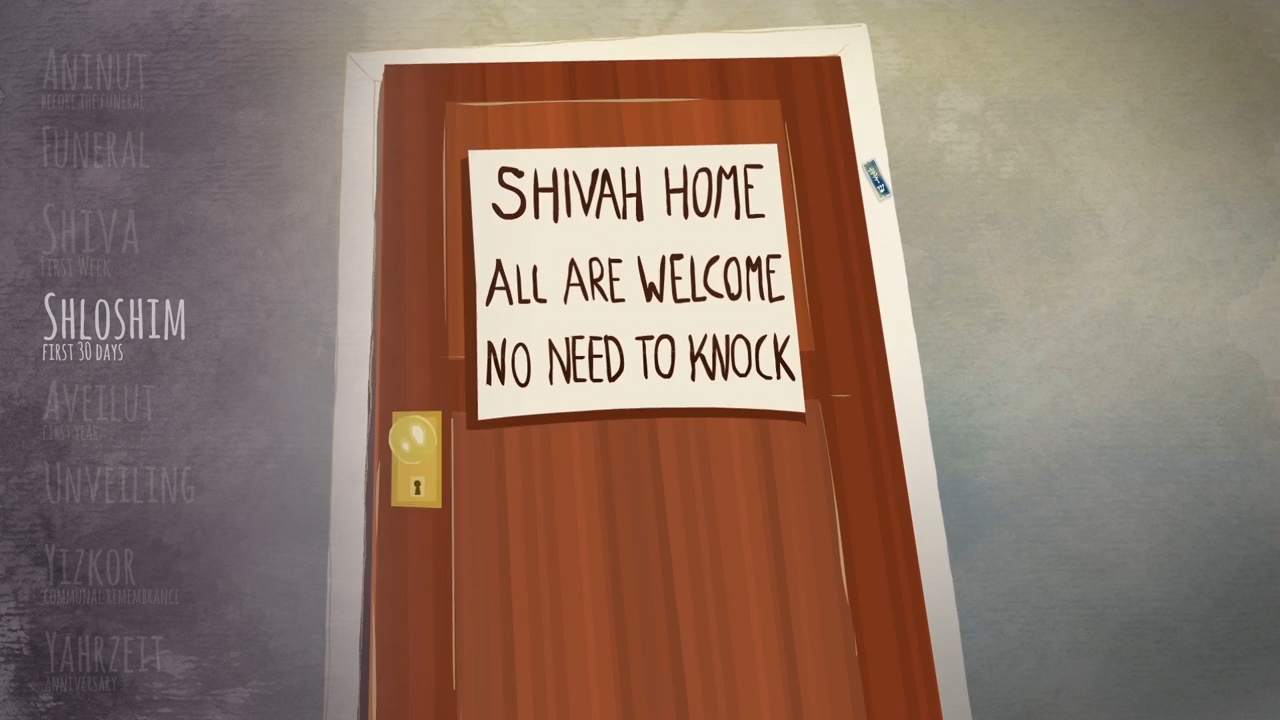 ANINUT
BEFORE THE FUNERAL
FUNERAL
SHIVA
FIRST WEEK
SHLOSHIM
FIRST 30 DAYS
AVEILUT
FIRST YEAR
UNVEILING
YIZKOR
COMMUNAL REMEMBRANCE
YAHRZEIT
ANNIVERSARY
SHIVAH HOME
ALL ARE WELCOME
NO NEED TO KNOCK